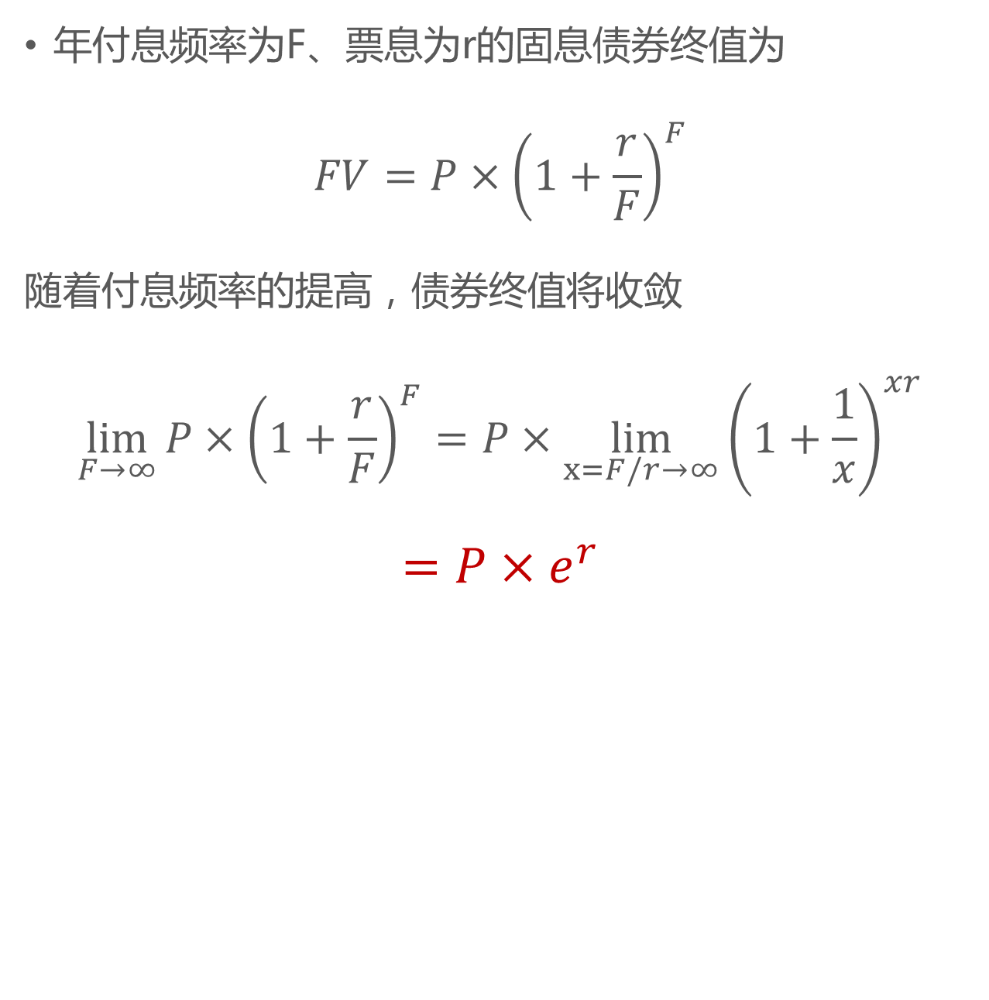 • 年付息频率为F、票息为r的固息债券终值为
FV = P × (1 + r/F)^F
随着付息频率的提高，债券终值将收敛
lim_{F→∞} P × (1 + r/F)^F = P × lim_{x=F/r→∞} (1 + 1/x)^{xr}
= P × e^r